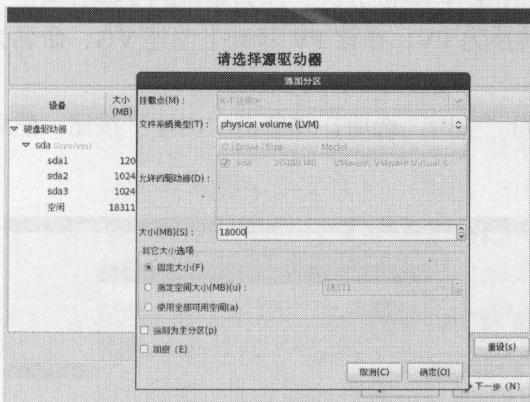 请选择源驱动器
添加分区
设备
大小
(MB)
硬盘驱动器
sda
sda1 120
sda2 1024
sda3 1024
空闲 18311
挂载点(M)：
文件系统类型(T)： physical volume (LVM)
Drive Size Model
sda 20480 MB VMware, VMware Virtual S
允许的驱动器(D)：
大小(MB)(S)： 18000
其它大小选项
固定大小(F)
指定空间大小(MB)(u)： 18311
使用全部可用空间(a)
强制为主分区(p)
加密 (E)
取消(C) 确定(O)
重设(s)
下一步 (N)